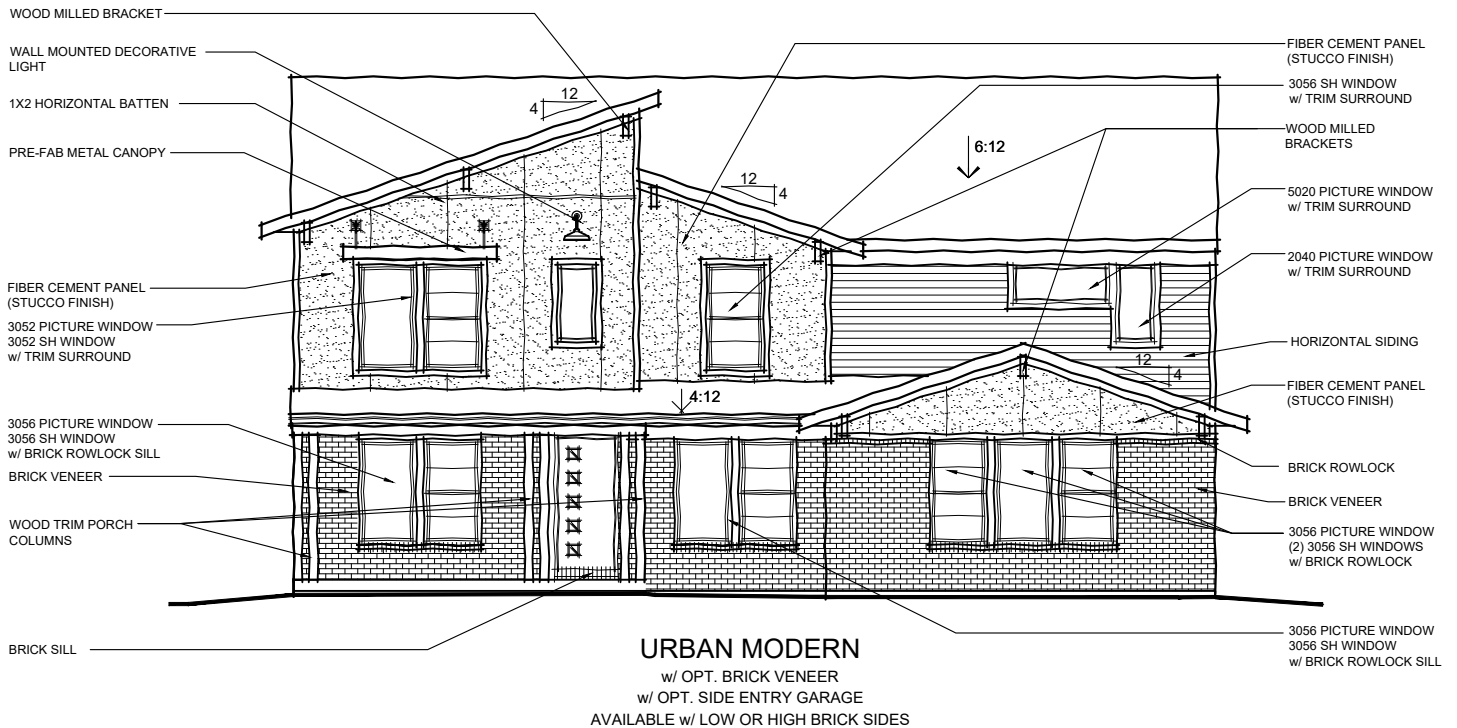 WOOD MILLED BRACKET
WALL MOUNTED DECORATIVE
LIGHT
1X2 HORIZONTAL BATTEN
PRE-FAB METAL CANOPY
FIBER CEMENT PANEL
(STUCCO FINISH)
3052 PICTURE WINDOW
3052 SH WINDOW
w/ TRIM SURROUND
3056 PICTURE WINDOW
3056 SH WINDOW
w/ BRICK ROWLOCK SILL
BRICK VENEER
WOOD TRIM PORCH
COLUMNS
BRICK SILL
12
4
12
4
6:12
4:12
12
4
FIBER CEMENT PANEL
(STUCCO FINISH)
3056 SH WINDOW
w/ TRIM SURROUND
WOOD MILLED
BRACKETS
5020 PICTURE WINDOW
w/ TRIM SURROUND
2040 PICTURE WINDOW
w/ TRIM SURROUND
HORIZONTAL SIDING
FIBER CEMENT PANEL
(STUCCO FINISH)
BRICK ROWLOCK
BRICK VENEER
3056 PICTURE WINDOW
(2) 3056 SH WINDOWS
w/ BRICK ROWLOCK
3056 PICTURE WINDOW
3056 SH WINDOW
w/ BRICK ROWLOCK SILL
URBAN MODERN
w/ OPT. BRICK VENEER
w/ OPT. SIDE ENTRY GARAGE
AVAILABLE w/ LOW OR HIGH BRICK SIDES